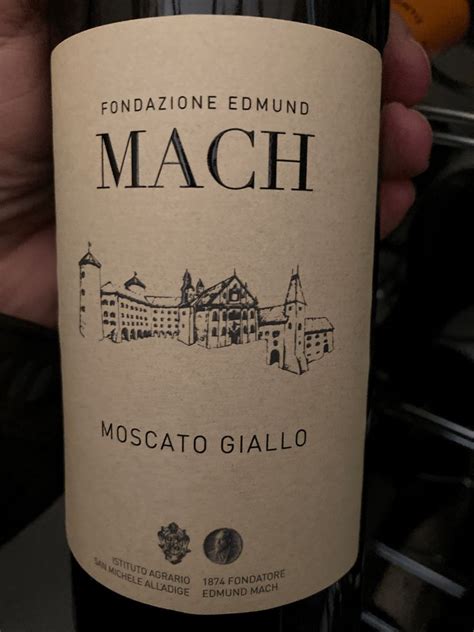 FONDAZIONE EDMUND
MACH
MOSCATO GIALLO
ISTITUTO AGRARIO
SAN MICHELE ALL'ADIGE
1874 FONDATORE
EDMUND MACH